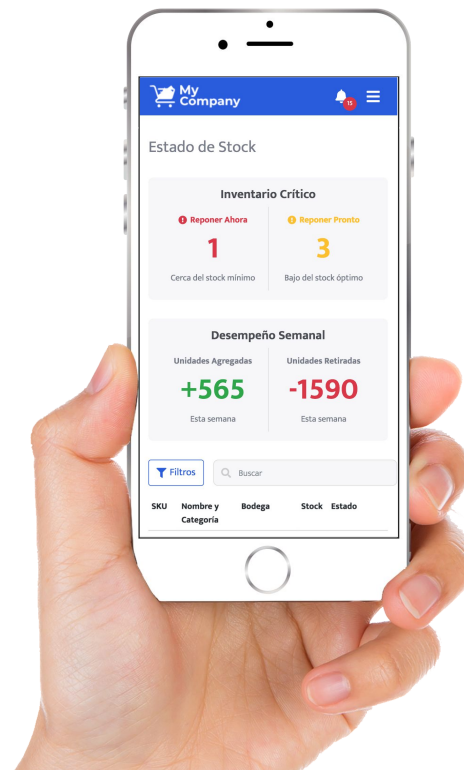 My
Company
15
Estado de Stock
Inventario Crítico
Reponer Ahora
Reponer Pronto
1
3
Cerca del stock mínimo
Bajo del stock óptimo
Desempeño Semanal
Unidades Agregadas
Unidades Retiradas
+565
-1590
Esta semana
Esta semana
Filtros
Buscar
SKU Nombre y Categoría Bodega Stock Estado